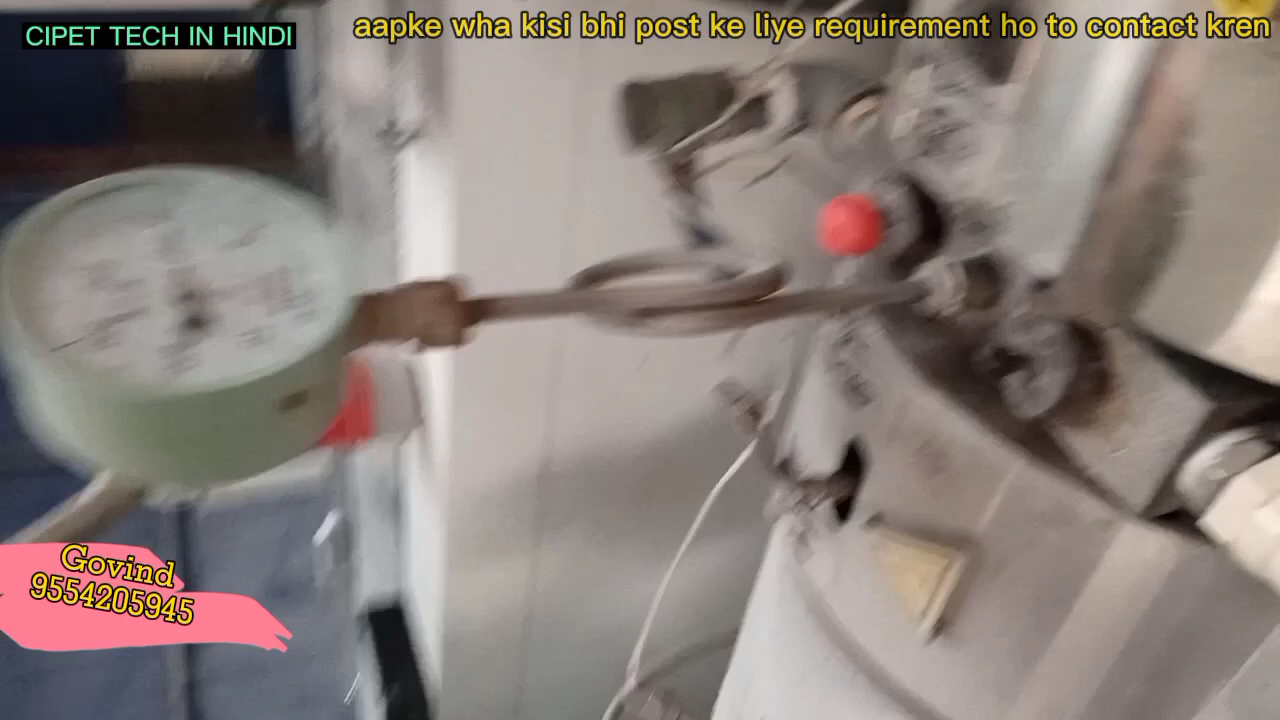 CIPET TECH IN HINDI
aapke wha kisi bhi post ke liye requirement ho to contact kren
Govind
9554205945